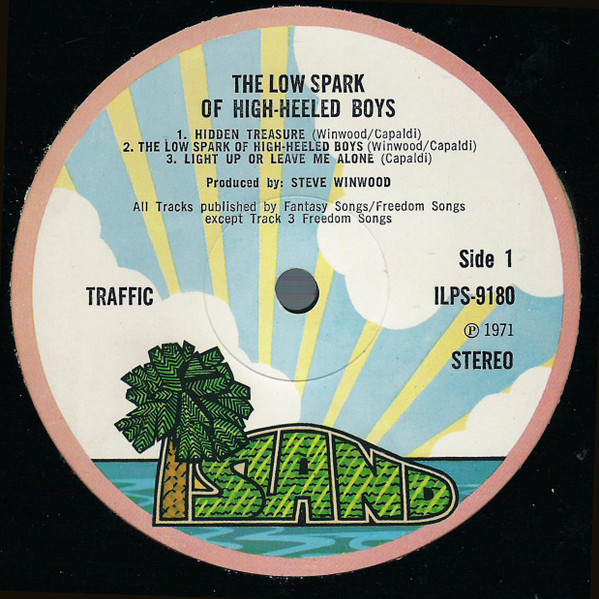 THE LOW SPARK
OF HIGH-HEELED BOYS
1. HIDDEN TREASURE (Winwood/Capaldi)
2. THE LOW SPARK OF HIGH-HEELED BOYS (Winwood/Capaldi)
3. LIGHT UP OR LEAVE ME ALONE (Capaldi)
Produced by: STEVE WINWOOD
All Tracks published by Fantasy Songs/Freedom Songs
except Track 3 Freedom Songs
Side 1
TRAFFIC
ILPS-9180
℗ 1971
STEREO
ISLAND